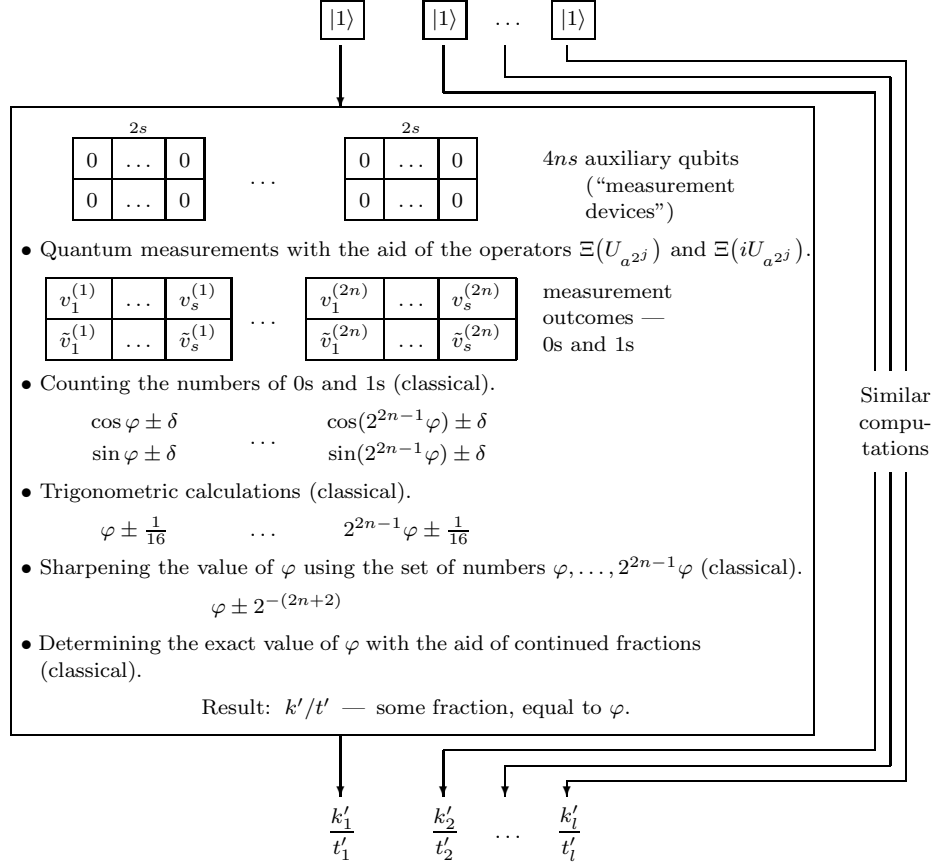 |1⟩ |1⟩ … |1⟩
2s 2s
0 … 0 … 0 … 0
0 … 0 0 … 0
4ns auxiliary qubits
(“measurement
devices”)
• Quantum measurements with the aid of the operators Ξ(U_{a^{2^j}}) and Ξ(iU_{a^{2^j}}).
v_1^{(1)} … v_s^{(1)} … v_1^{(2n)} … v_s^{(2n)}
ṽ_1^{(1)} … ṽ_s^{(1)} ṽ_1^{(2n)} … ṽ_s^{(2n)}
measurement
outcomes —
0s and 1s
• Counting the numbers of 0s and 1s (classical).
cos φ ± δ … cos(2^{2n−1}φ) ± δ
sin φ ± δ sin(2^{2n−1}φ) ± δ
• Trigonometric calculations (classical).
φ ± 1/16 … 2^{2n−1}φ ± 1/16
• Sharpening the value of φ using the set of numbers φ, …, 2^{2n−1}φ (classical).
φ ± 2^{−(2n+2)}
• Determining the exact value of φ with the aid of continued fractions
(classical).
Result: k′/t′ — some fraction, equal to φ.
Similar
compu-
tations
k′_1/t′_1 k′_2/t′_2 … k′_l/t′_l